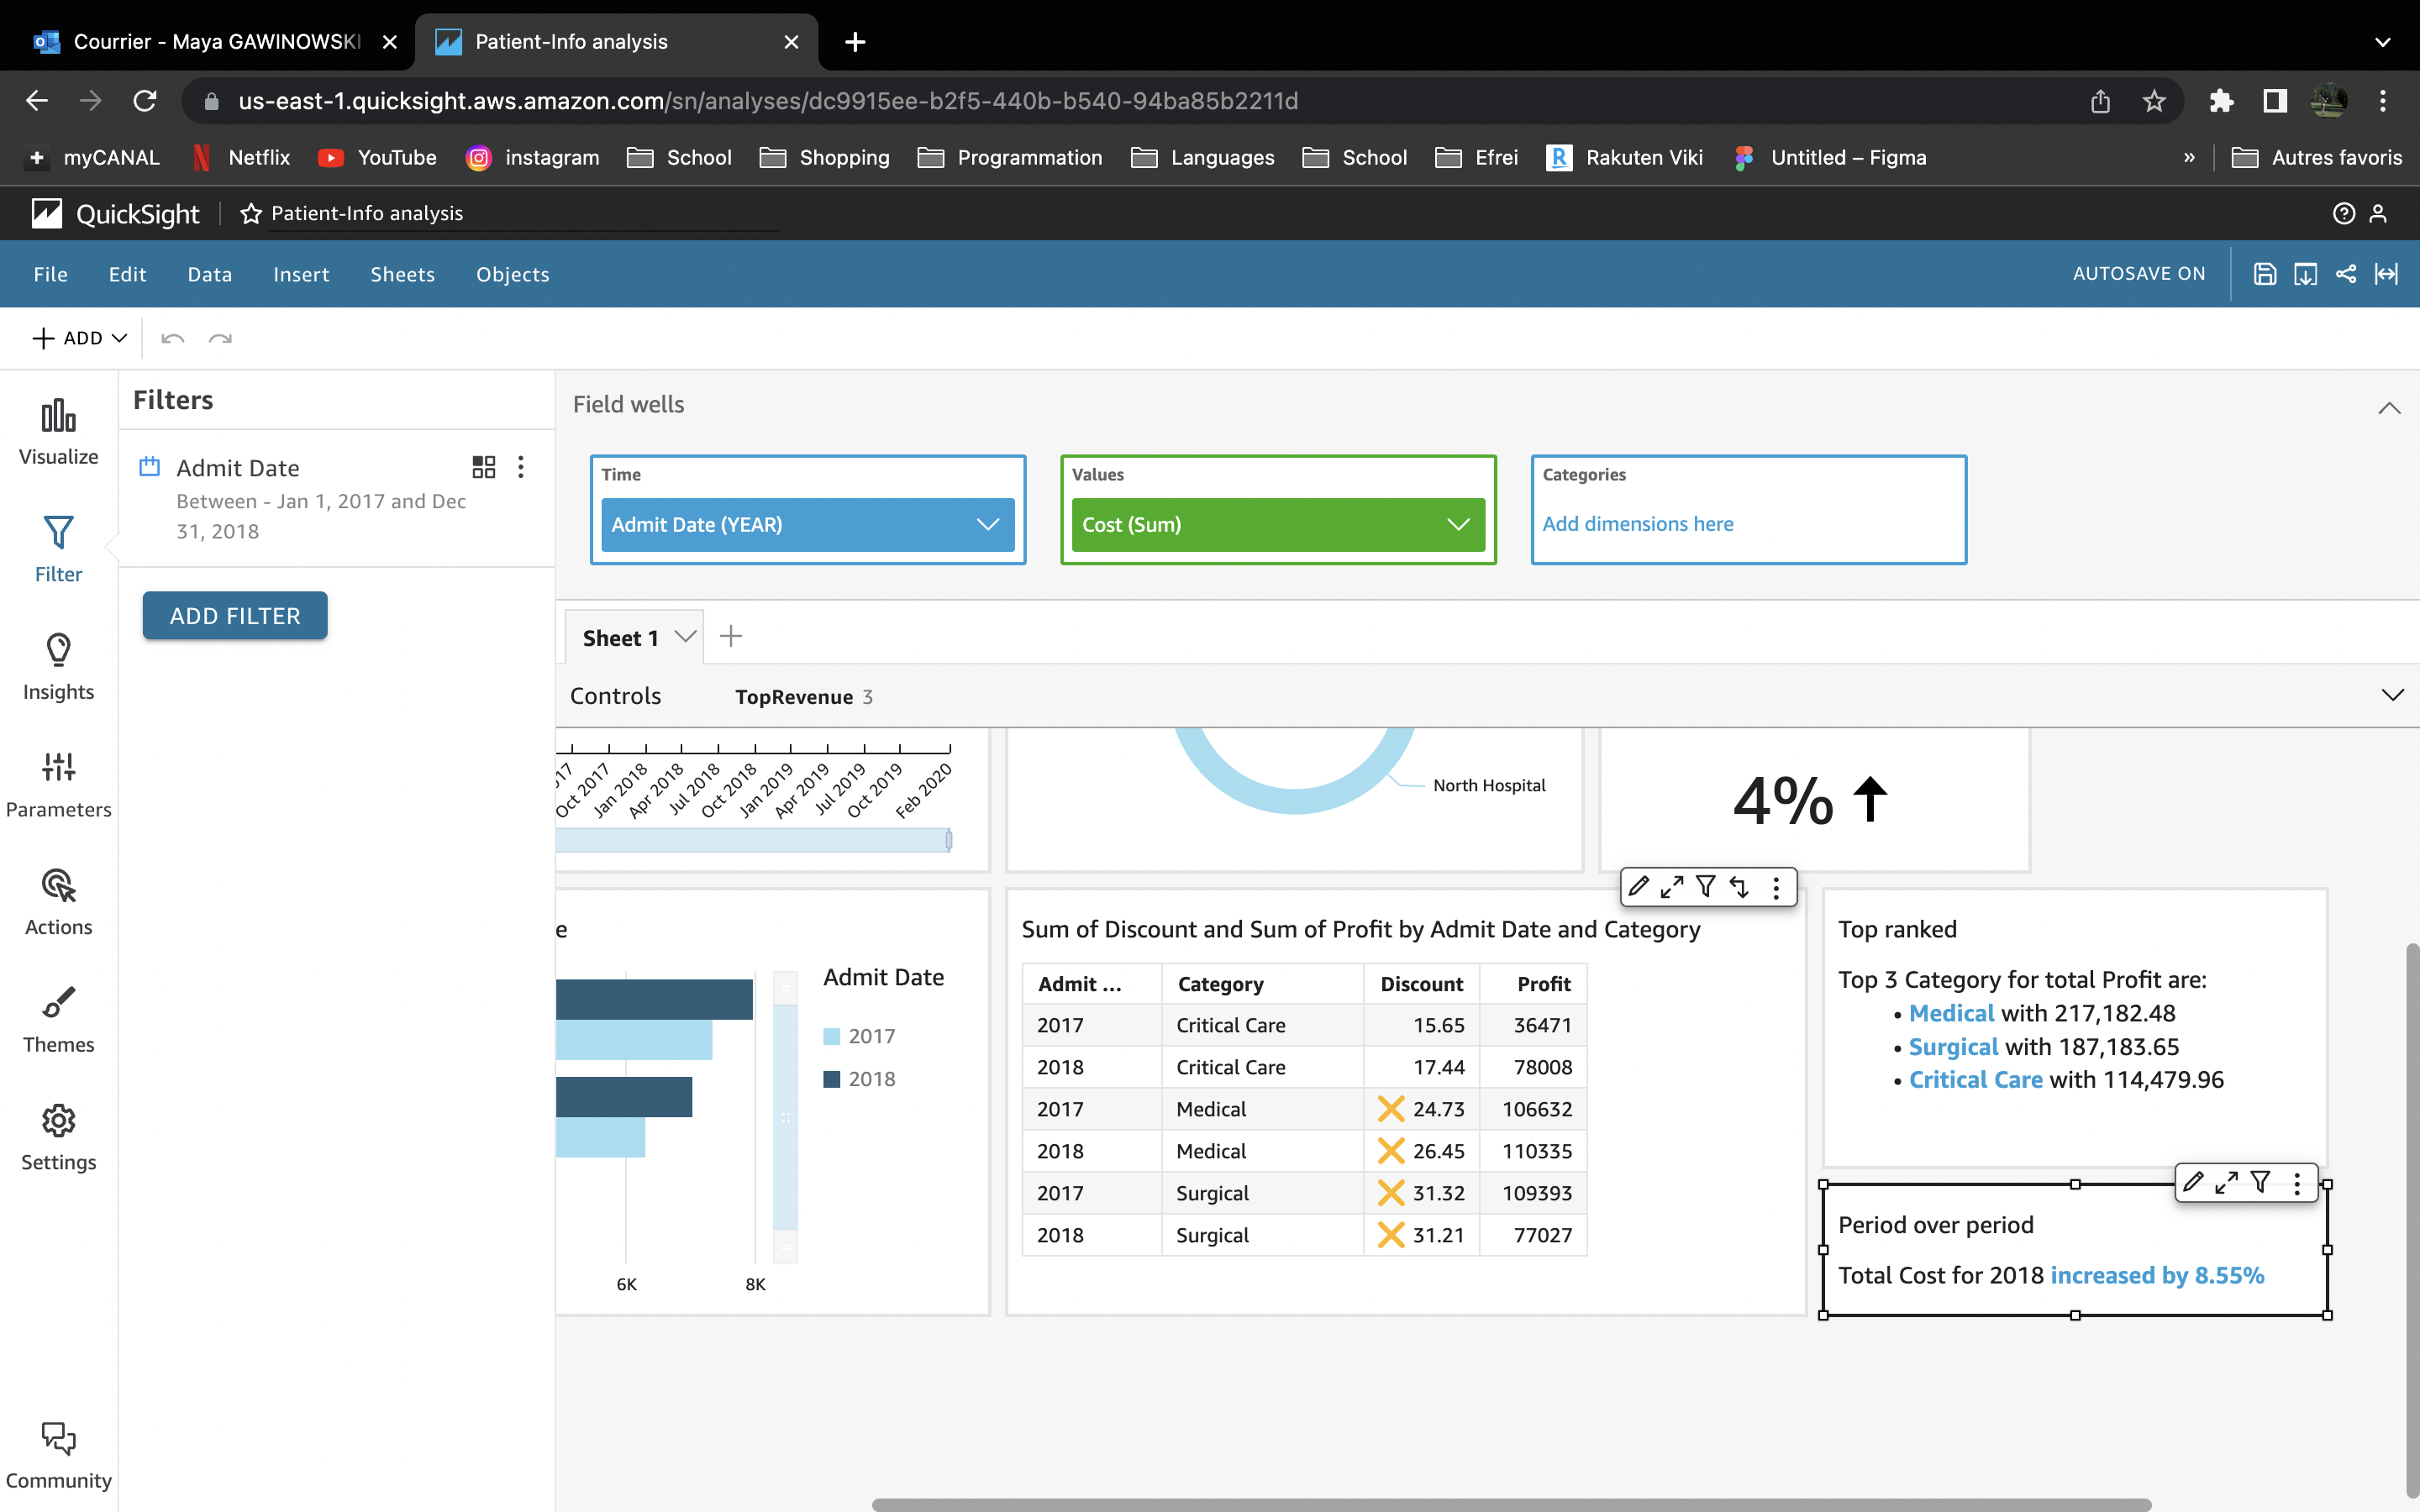 Courrier - Maya GAWINOWSKI
Patient-Info analysis
us-east-1.quicksight.aws.amazon.com/sn/analyses/dc9915ee-b2f5-440b-b540-94ba85b2211d
myCANAL Netflix YouTube instagram School Shopping Programmation Languages School Efrei Rakuten Viki Untitled – Figma » Autres favoris
QuickSight Patient-Info analysis
File Edit Data Insert Sheets Objects AUTOSAVE ON
ADD
Visualize
Filter
Insights
Parameters
Actions
Themes
Settings
Community
Filters
Admit Date
Between - Jan 1, 2017 and Dec
31, 2018
ADD FILTER
Field wells
Time
Admit Date (YEAR)
Values
Cost (Sum)
Categories
Add dimensions here
Sheet 1
Controls TopRevenue 3
17 Oct 2017 Jan 2018 Apr 2018 Jul 2018 Oct 2018 Jan 2019 Apr 2019 Jul 2019 Oct 2019 Feb 2020
North Hospital
4%
e
Admit Date
2017
2018
6K 8K
Sum of Discount and Sum of Profit by Admit Date and Category
Admit ... Category Discount Profit
2017 Critical Care 15.65 36471
2018 Critical Care 17.44 78008
2017 Medical 24.73 106632
2018 Medical 26.45 110335
2017 Surgical 31.32 109393
2018 Surgical 31.21 77027
Top ranked
Top 3 Category for total Profit are:
• Medical with 217,182.48
• Surgical with 187,183.65
• Critical Care with 114,479.96
Period over period
Total Cost for 2018 increased by 8.55%